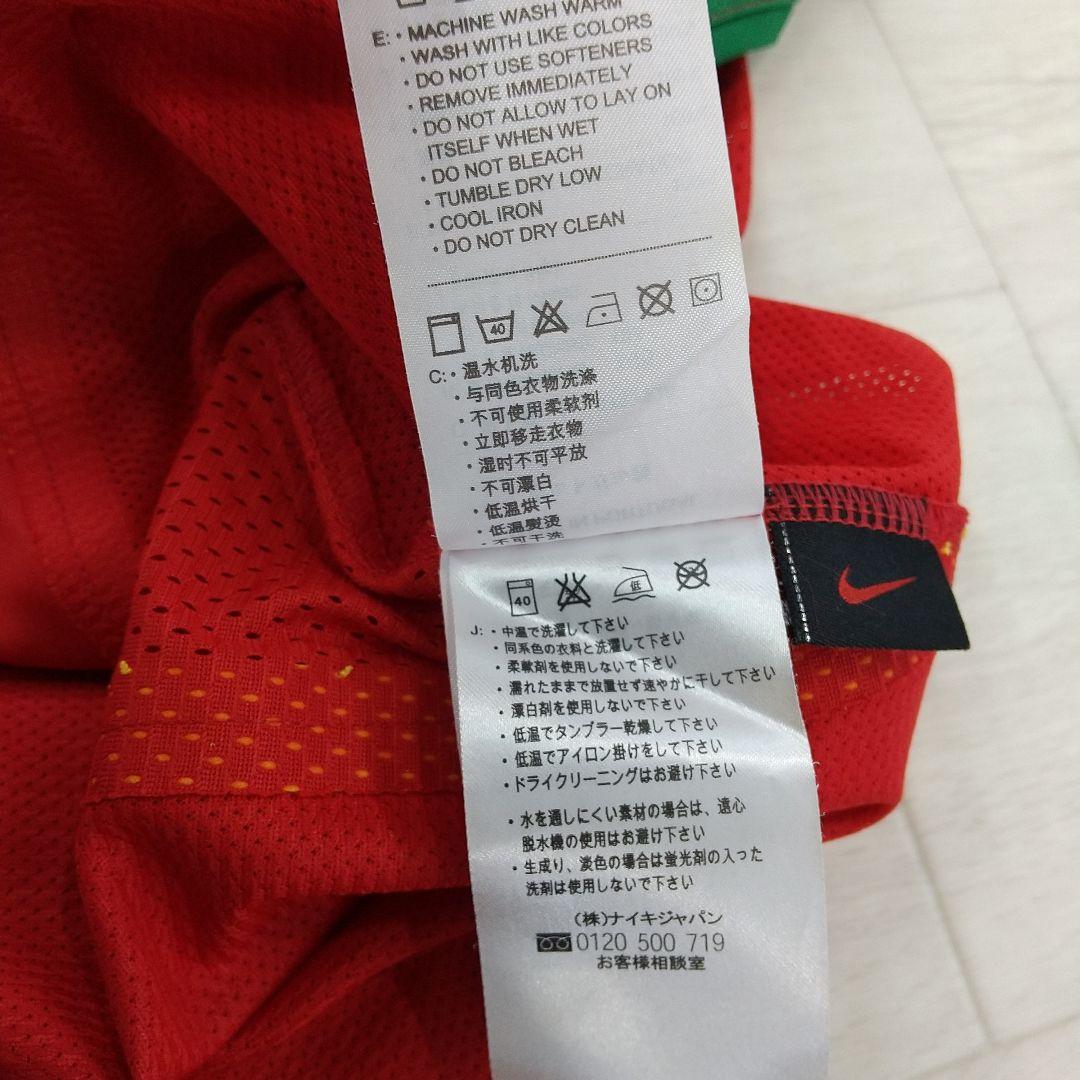 E: • MACHINE WASH WARM
• WASH WITH LIKE COLORS
• DO NOT USE SOFTENERS
• REMOVE IMMEDIATELY
• DO NOT ALLOW TO LAY ON
ITSELF WHEN WET
• DO NOT BLEACH
• TUMBLE DRY LOW
• COOL IRON
• DO NOT DRY CLEAN
40
C: • 温水机洗
• 与同色衣物洗涤
• 不可使用柔软剂
• 立即移走衣物
• 湿时不可平放
• 不可漂白
• 低温烘干
• 低温熨烫
• 不可干洗
40 低
J: • 中温で洗濯して下さい
• 同系色の衣料と洗濯して下さい
• 柔軟剤を使用しないで下さい
• 濡れたままで放置せず速やかに干して下さい
• 漂白剤を使用しないで下さい
• 低温でタンブラー乾燥して下さい
• 低温でアイロン掛けをして下さい
• ドライクリーニングはお避け下さい
• 水を通しにくい素材の場合は、遠心
脱水機の使用はお避け下さい
• 生成り、淡色の場合は蛍光剤の入った
洗剤は使用しないで下さい
(株)ナイキジャパン
0120 500 719
お客様相談室